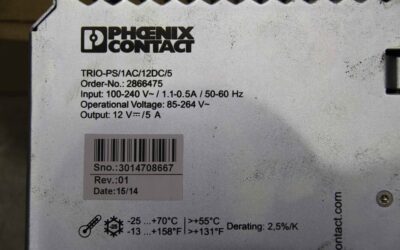 PHŒNIX
CONTACT
TRIO-PS/1AC/12DC/5
Order-No.: 2866475
Input: 100-240 V~ / 1.1-0.5A / 50-60 Hz
Operational Voltage: 85-264 V~
Output: 12 V⎓/5 A
Sno.:3014708667
Rev.:01
Date:15/14
-25 ...+70°C >+55°C
-13 ...+158°F >+131°F
Derating: 2,5%/K
ntact.com